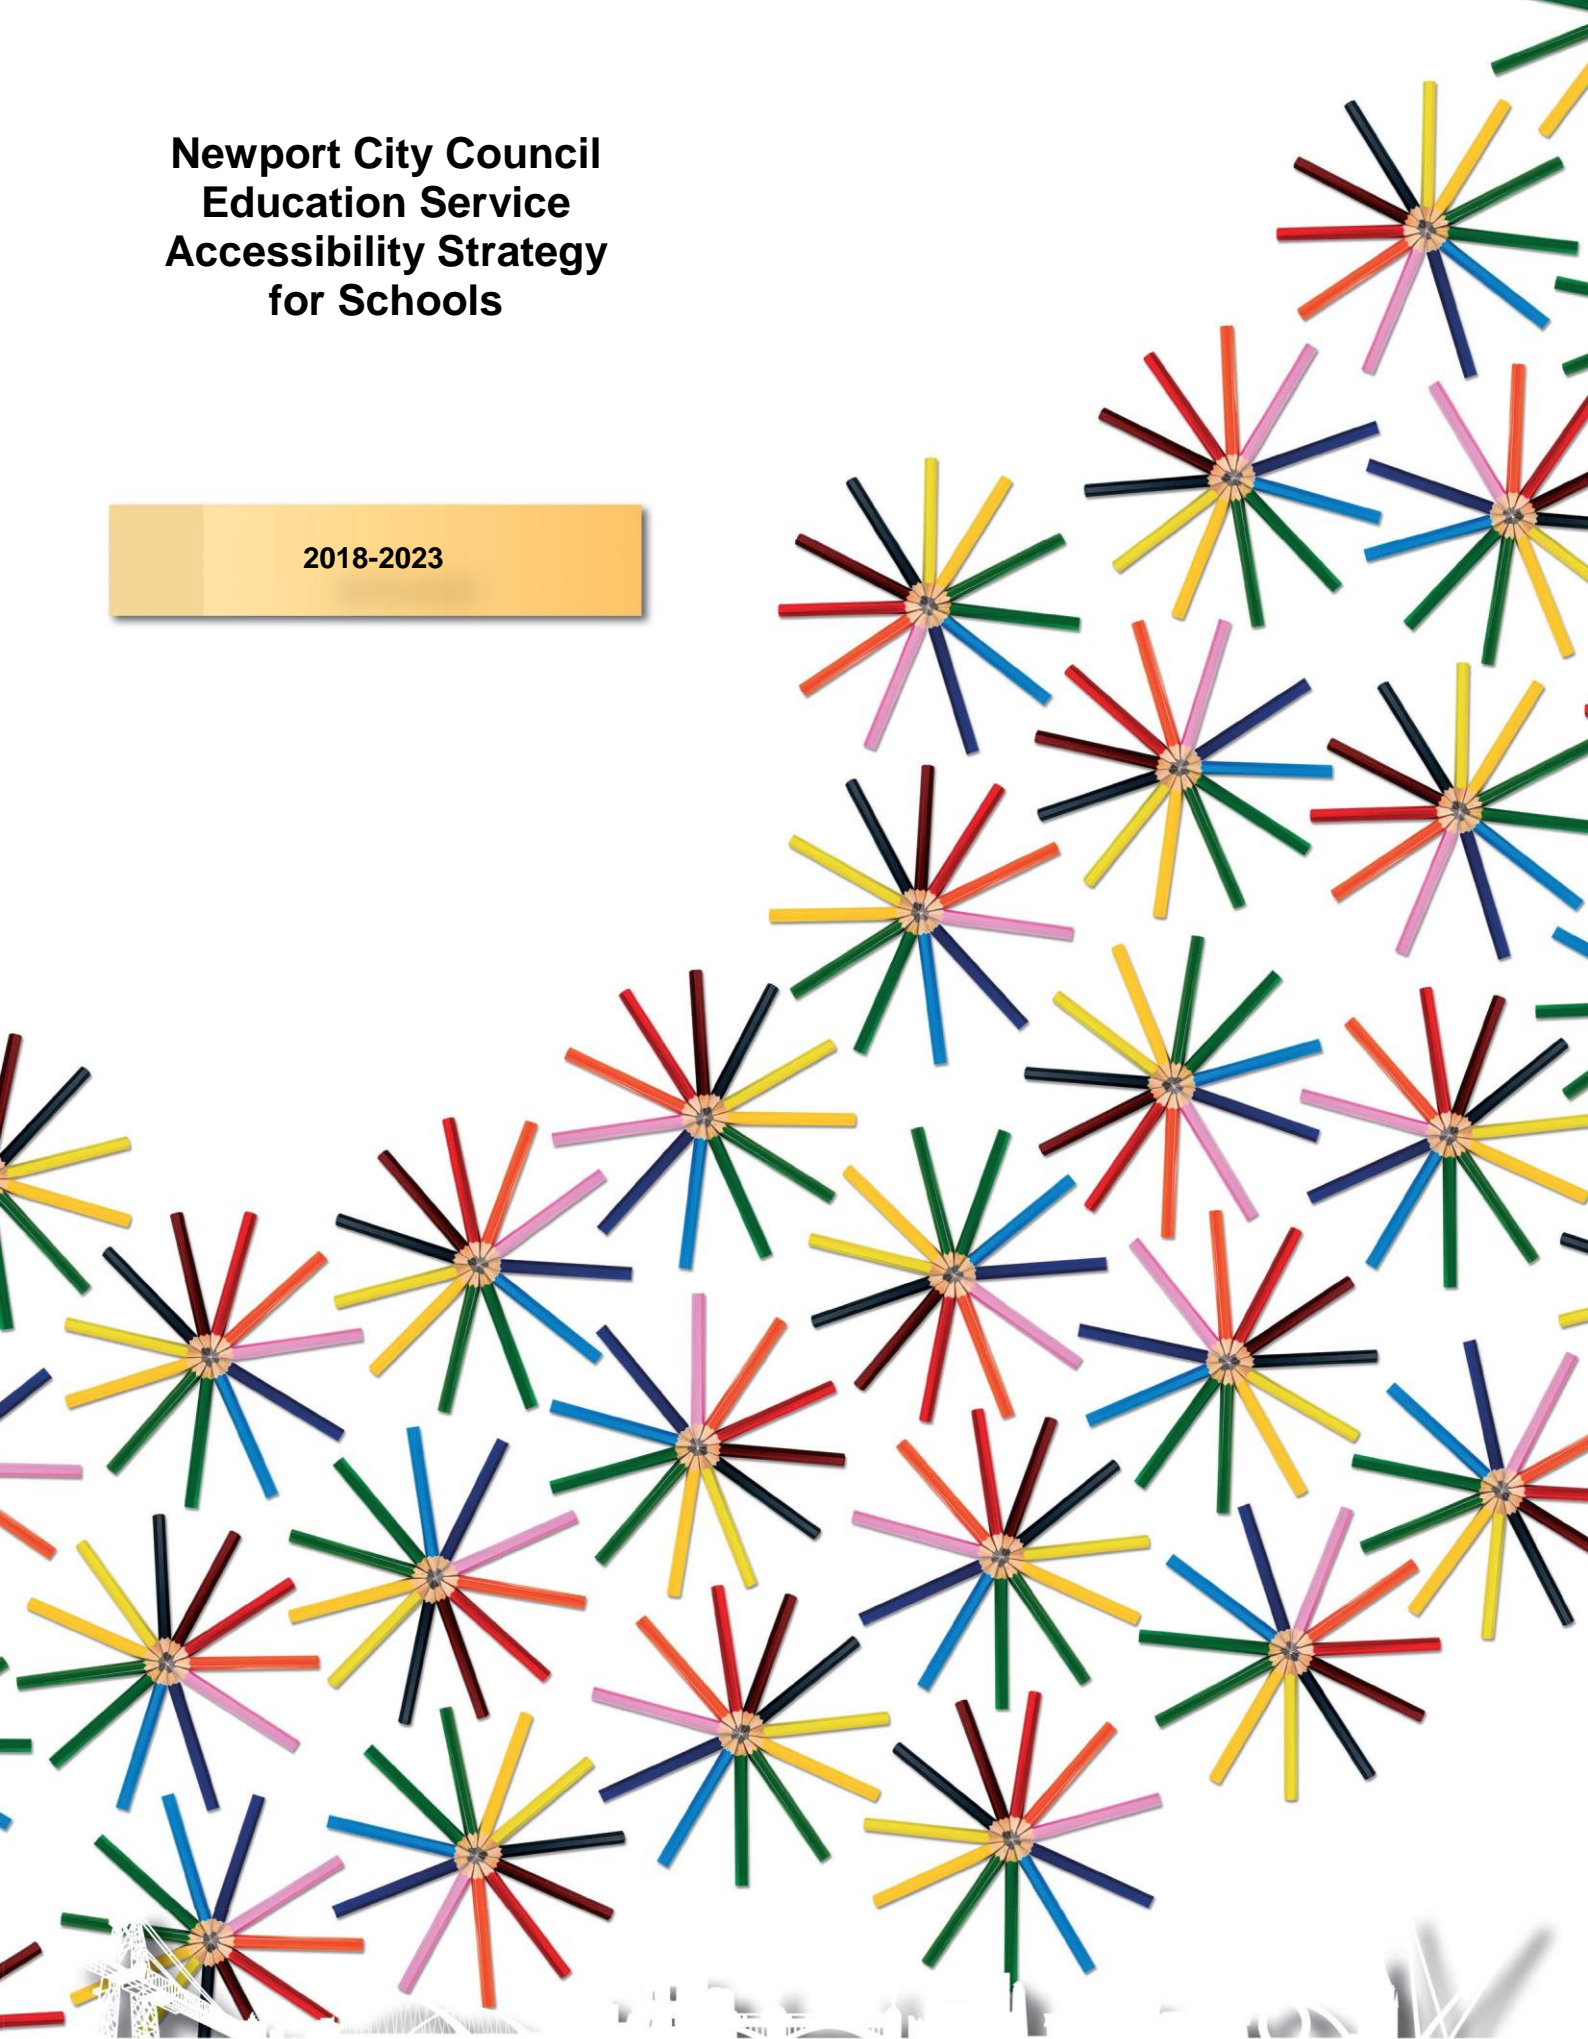 Newport City Council
Education Service
Accessibility Strategy
for Schools
2018-2023